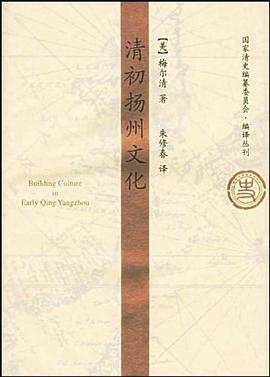 国家清史编纂委员会·编译丛刊
[美] 梅尔清 著
朱修春 译
清初扬州文化
Building Culture
in
Early Qing Yangzhou
史